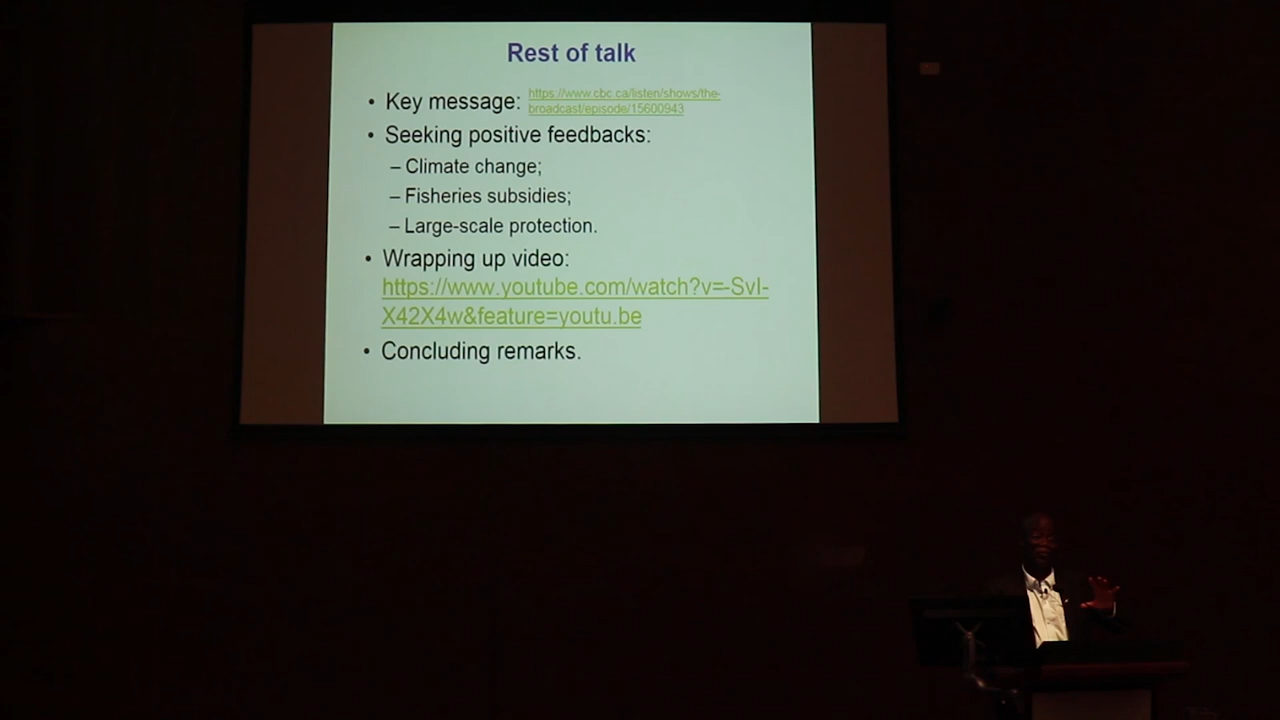 Rest of talk
• Key message: https://www.cbc.ca/listen/shows/the-
broadcast/episode/15600943
• Seeking positive feedbacks:
– Climate change;
– Fisheries subsidies;
– Large-scale protection.
• Wrapping up video:
https://www.youtube.com/watch?v=-SvI-
X42X4w&feature=youtu.be
• Concluding remarks.